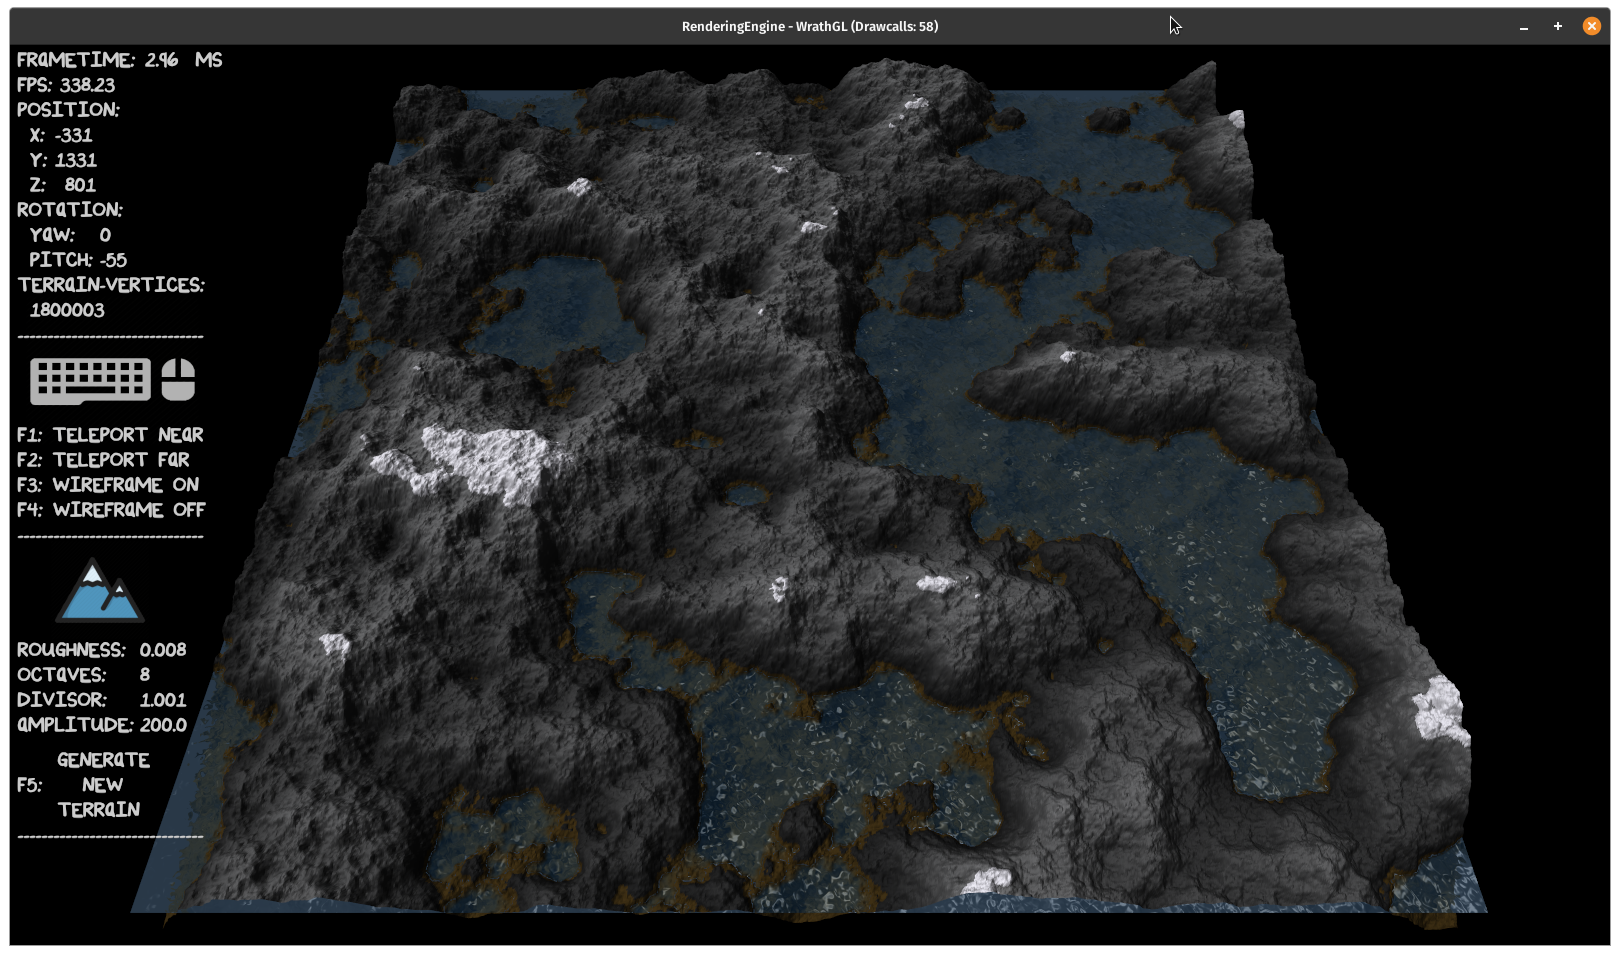 RenderingEngine - WrathGL (Drawcalls: 58)
FRAMETIME: 2.96 MS
FPS: 338.23
POSITION:
X: -331
Y: 1331
Z: 801
ROTATION:
YAW: 0
PITCH: -55
TERRAIN-VERTICES:
1800003
-------------------------------
F1: TELEPORT NEAR
F2: TELEPORT FAR
F3: WIREFRAME ON
F4: WIREFRAME OFF
-------------------------------
ROUGHNESS: 0.008
OCTAVES: 8
DIVISOR: 1.001
AMPLITUDE: 200.0
GENERATE
F5: NEW
TERRAIN
-------------------------------